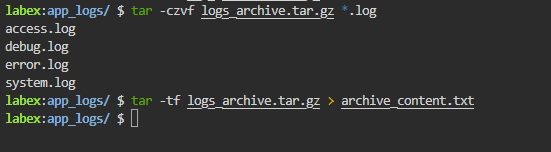 labex:app_logs/ $ tar -czvf logs_archive.tar.gz *.log
access.log
debug.log
error.log
system.log
labex:app_logs/ $ tar -tf logs_archive.tar.gz > archive_content.txt
labex:app_logs/ $